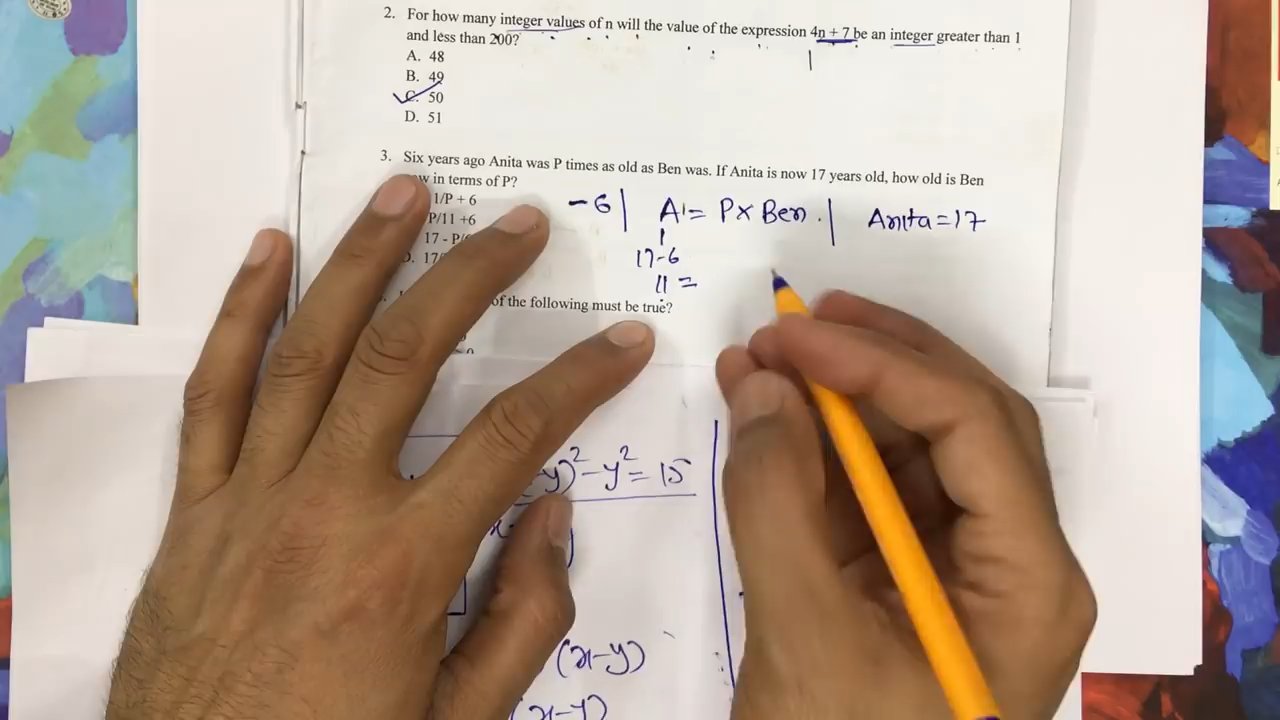 2. For how many integer values of n will the value of the expression 4n + 7 be an integer greater than 1
and less than 200?
A. 48
B. 49
C. 50
D. 51
3. Six years ago Anita was P times as old as Ben was. If Anita is now 17 years old, how old is Ben
in terms of P?
1/P + 6
P/11 +6
17 - P/
D. 17/
-6 | A = P x Ben. | Anita = 17
17-6
11 =
of the following must be true?
y)² - y² = 15
(x-y)
(x-y)